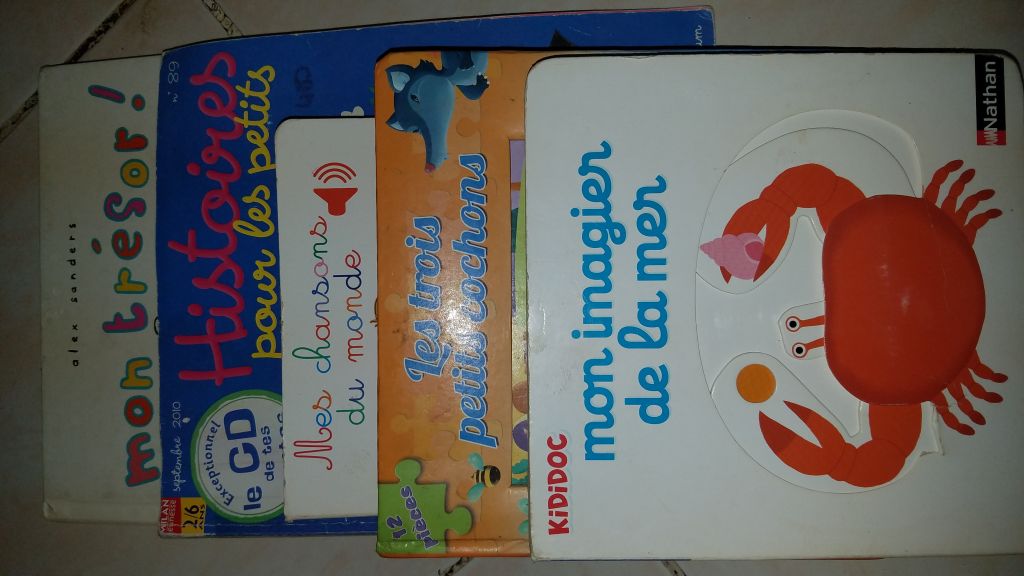 alex sanders
mon trésor !
n° 89
Histoires
pour les petits
septembre 2010
MILAN
jeunesse
2/6
ANS
Exceptionnel
le CD
de tes
Mes chansons
du monde
Les trois
petits cochons
12
pièces
Nathan
KiDiDOC
mon imagier
de la mer